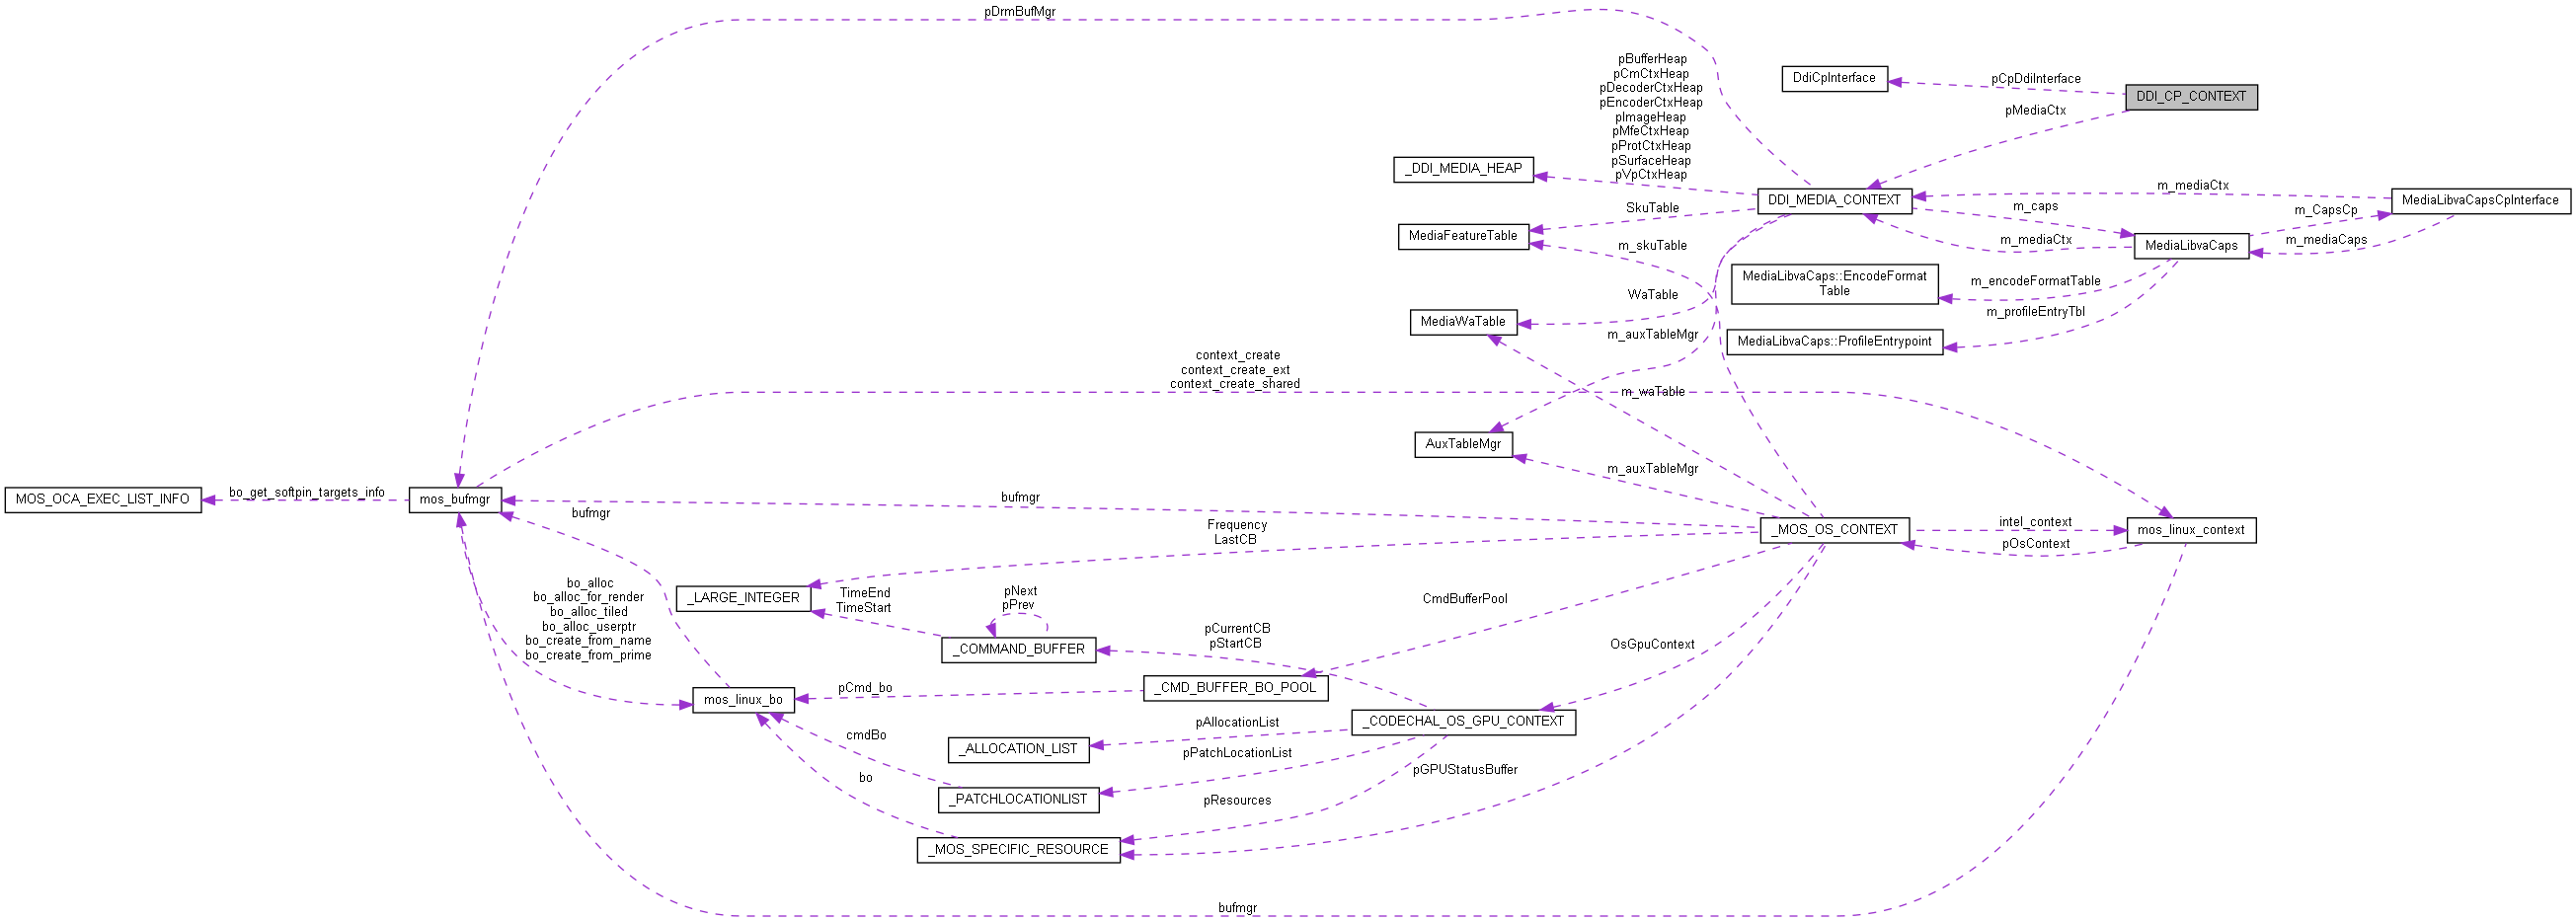 pDrmBufMgr
pBufferHeap
pCmCtxHeap
pDecoderCtxHeap
pEncoderCtxHeap
pImageHeap
pMfeCtxHeap
pProtCtxHeap
pSurfaceHeap
pVpCtxHeap
DdiCpInterface
pCpDdiInterface
DDI_CP_CONTEXT
pMediaCtx
_DDI_MEDIA_HEAP
DDI_MEDIA_CONTEXT
m_mediaCtx
MediaLibvaCapsCpInterface
SkuTable
m_caps
m_CapsCp
MediaFeatureTable
m_skuTable
m_mediaCtx
MediaLibvaCaps
m_mediaCaps
MediaLibvaCaps::EncodeFormat
Table
m_encodeFormatTable
WaTable
MediaWaTable
m_profileEntryTbl
m_auxTableMgr
MediaLibvaCaps::ProfileEntrypoint
context_create
context_create_ext
context_create_shared
m_waTable
AuxTableMgr
m_auxTableMgr
MOS_OCA_EXEC_LIST_INFO
bo_get_softpin_targets_info
mos_bufmgr
bufmgr
bufmgr
Frequency
LastCB
_MOS_OS_CONTEXT
intel_context
pOsContext
mos_linux_context
bo_alloc
bo_alloc_for_render
bo_alloc_tiled
bo_alloc_userptr
bo_create_from_name
bo_create_from_prime
_LARGE_INTEGER
TimeEnd
TimeStart
pNext
pPrev
_COMMAND_BUFFER
CmdBufferPool
pCurrentCB
pStartCB
OsGpuContext
mos_linux_bo
pCmd_bo
_CMD_BUFFER_BO_POOL
_CODECHAL_OS_GPU_CONTEXT
pAllocationList
_ALLOCATION_LIST
cmdBo
pPatchLocationList
bo
pGPUStatusBuffer
_PATCHLOCATIONLIST
pResources
_MOS_SPECIFIC_RESOURCE
bufmgr